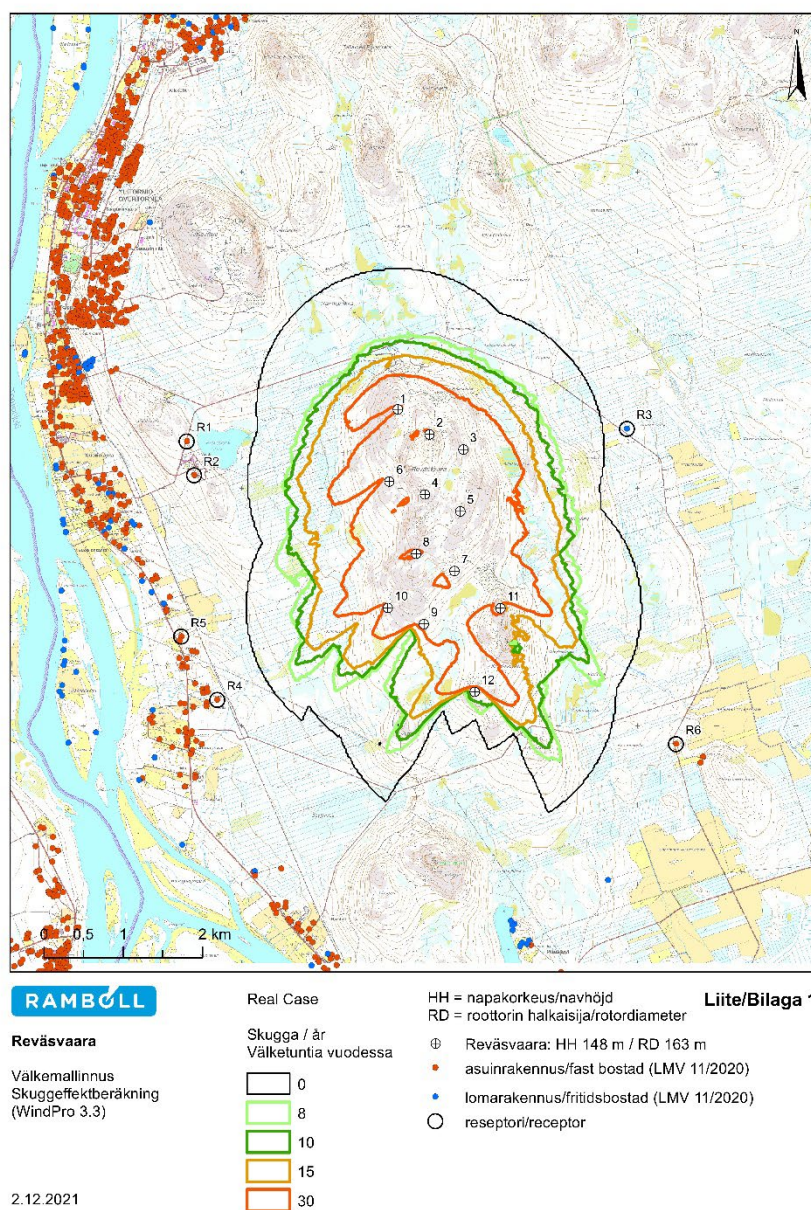 N
YLITORNIO
ÖVERTORNEÅ
R1
R2
R3
1
2
3
6
4
5
8
7
10
9
11
12
R5
R4
R6
0 0,5 1 2 km
RAMBOLL
Reväsvaara
Välkemallinnus
Skuggeffektberäkning
(WindPro 3.3)
2.12.2021
Real Case
Skugga / år
Välketuntia vuodessa
0
8
10
15
30
HH = napakorkeus/navhöjd
RD = roottorin halkaisija/rotordiameter
Reväsvaara: HH 148 m / RD 163 m
asuinrakennus/fast bostad (LMV 11/2020)
lomarakennus/fritidsbostad (LMV 11/2020)
reseptori/receptor
Liite/Bilaga 1